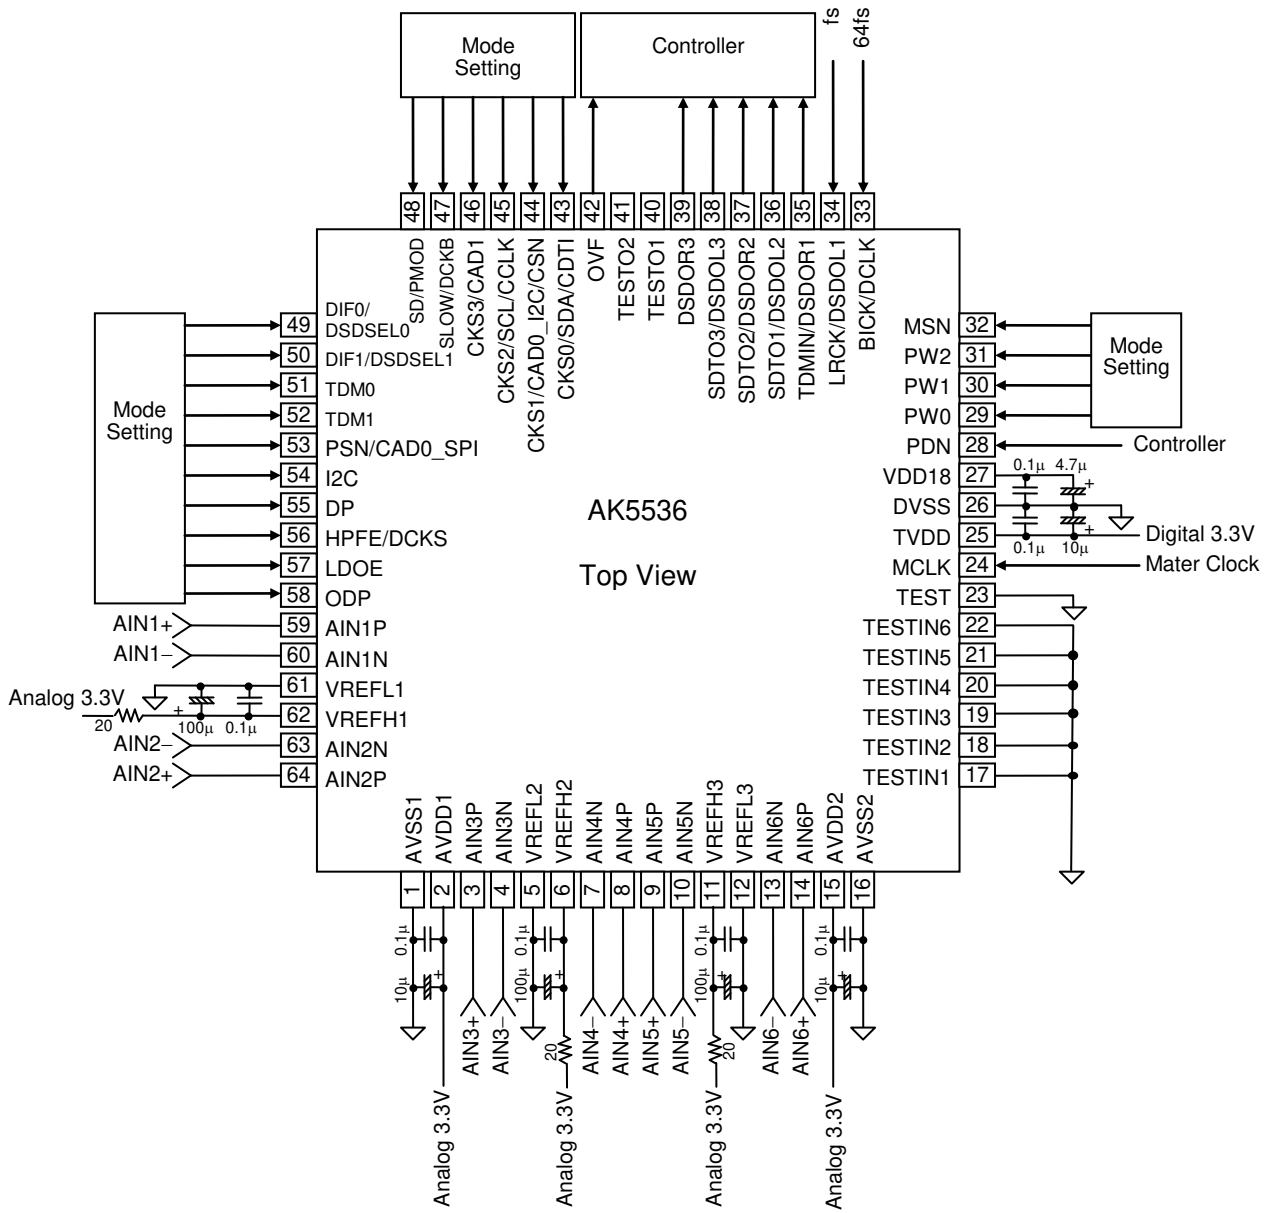 Mode
Setting
Controller
fs
64fs
48
47
46
45
44
43
42
41
40
39
38
37
36
35
34
33
SD/PMOD
SLOW/DCKB
CKS3/CAD1
CKS2/SCL/CCLK
CKS1/CAD0_I2C/CSN
CKS0/SDA/CDTI
OVF
TESTO2
TESTO1
DSDOR3
SDTO3/DSDOL3
SDTO2/DSDOR2
SDTO1/DSDOL2
TDMIN/DSDOR1
LRCK/DSDOL1
BICK/DCLK
Mode
Setting
49 DIF0/
DSDSEL0
50 DIF1/DSDSEL1
51 TDM0
52 TDM1
53 PSN/CAD0_SPI
54 I2C
55 DP
56 HPFE/DCKS
57 LDOE
58 ODP
AIN1+ 59 AIN1P
AIN1− 60 AIN1N
61 VREFL1
Analog 3.3V
20
+
100µ
0.1µ
62 VREFH1
AIN2− 63 AIN2N
AIN2+ 64 AIN2P
AK5536
Top View
MSN 32
PW2 31
PW1 30
PW0 29
Mode
Setting
PDN 28 Controller
VDD18 27
0.1µ 4.7µ
+
DVSS 26
TVDD 25 Digital 3.3V
+
0.1µ 10µ
MCLK 24 Mater Clock
TEST 23
TESTIN6 22
TESTIN5 21
TESTIN4 20
TESTIN3 19
TESTIN2 18
TESTIN1 17
AVSS1
AVDD1
AIN3P
AIN3N
VREFL2
VREFH2
AIN4N
AIN4P
AIN5P
AIN5N
VREFH3
VREFL3
AIN6N
AIN6P
AVDD2
AVSS2
1
2
3
4
5
6
7
8
9
10
11
12
13
14
15
16
0.1µ
10µ
+
Analog 3.3V
AIN3+
AIN3−
0.1µ
100µ
+
20
Analog 3.3V
AIN4−
AIN4+
AIN5+
AIN5−
0.1µ
100µ
+
20
Analog 3.3V
AIN6−
AIN6+
0.1µ
10µ
+
Analog 3.3V